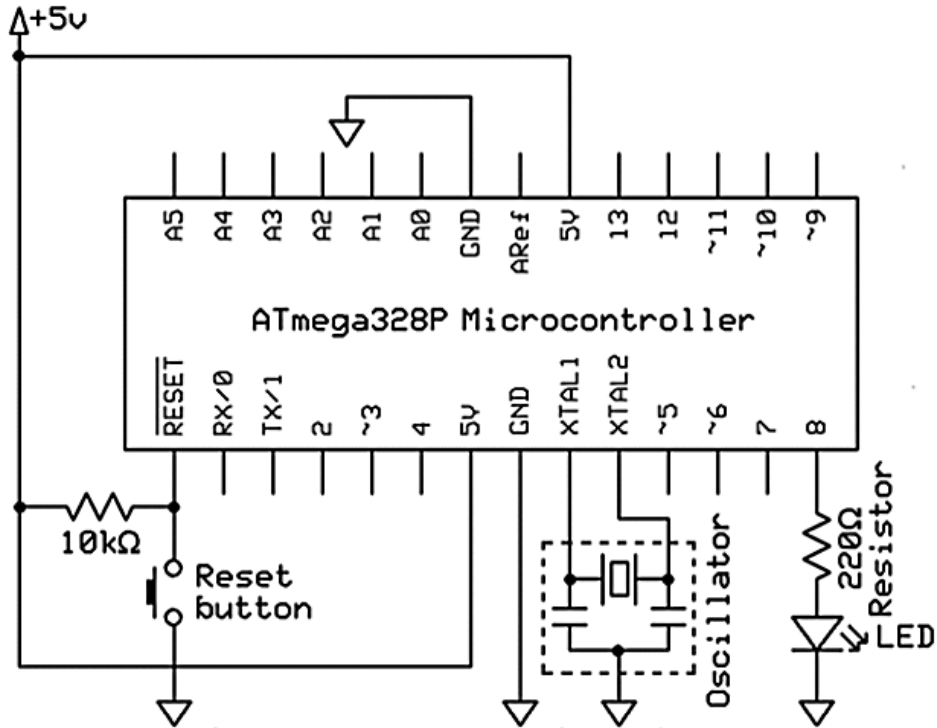 +5v
A5
A4
A3
A2
A1
A0
GND
ARef
5V
13
12
~11
~10
~9
ATmega328P Microcontroller
RESET
RX/0
TX/1
2
~3
4
5V
GND
XTAL1
XTAL2
~5
~6
7
8
10kΩ
Reset
button
Oscillator
220Ω
Resistor
LED